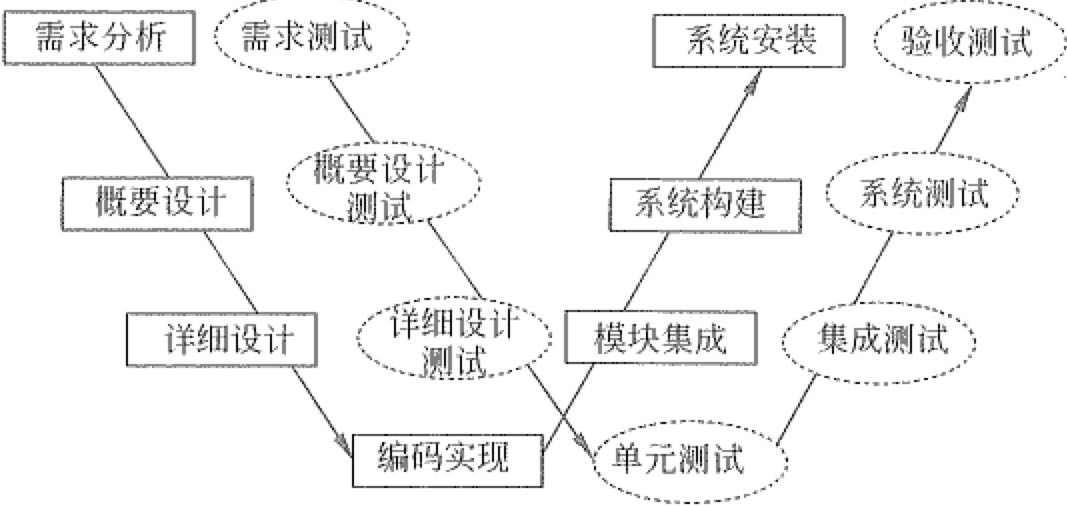 需求分析
需求测试
系统安装
验收测试
概要设计
测试
概要设计
系统构建
系统测试
详细设计
详细设计
测试
模块集成
集成测试
编码实现
单元测试